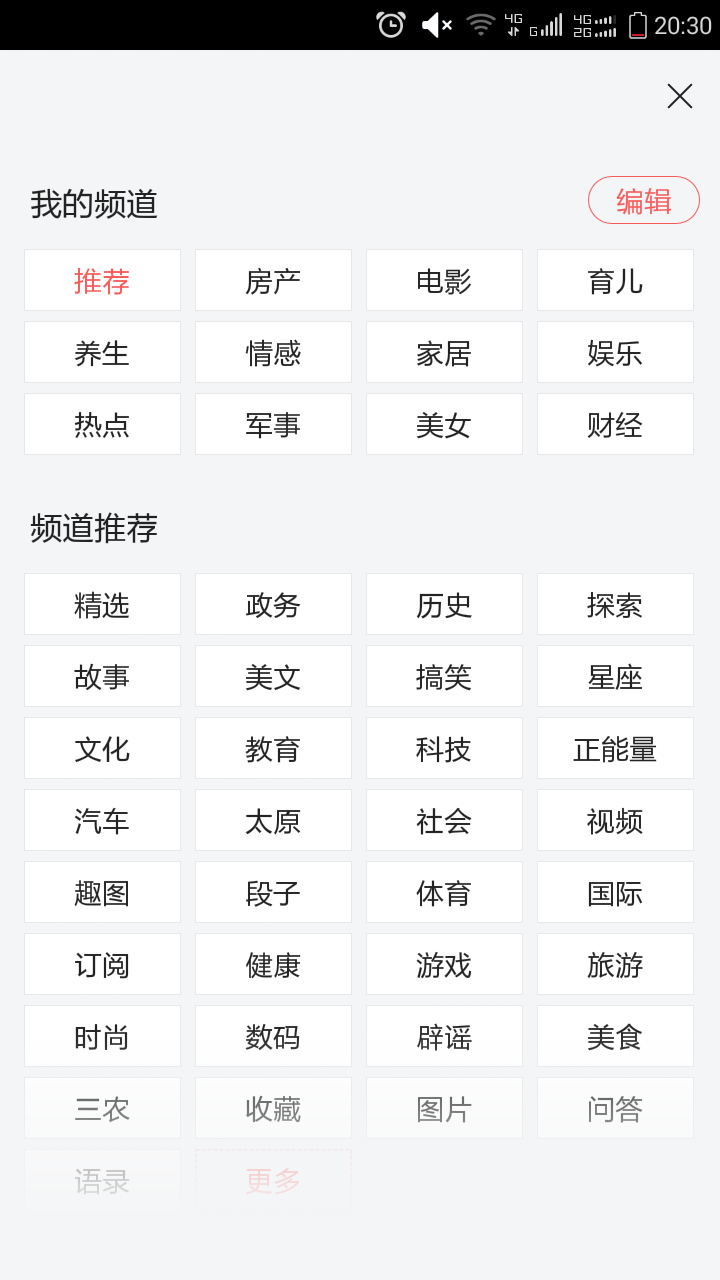 4G G 4G 2G 20:30
我的频道 编辑
推荐 房产 电影 育儿
养生 情感 家居 娱乐
热点 军事 美女 财经
频道推荐
精选 政务 历史 探索
故事 美文 搞笑 星座
文化 教育 科技 正能量
汽车 太原 社会 视频
趣图 段子 体育 国际
订阅 健康 游戏 旅游
时尚 数码 辟谣 美食
三农 收藏 图片 问答
语录 更多